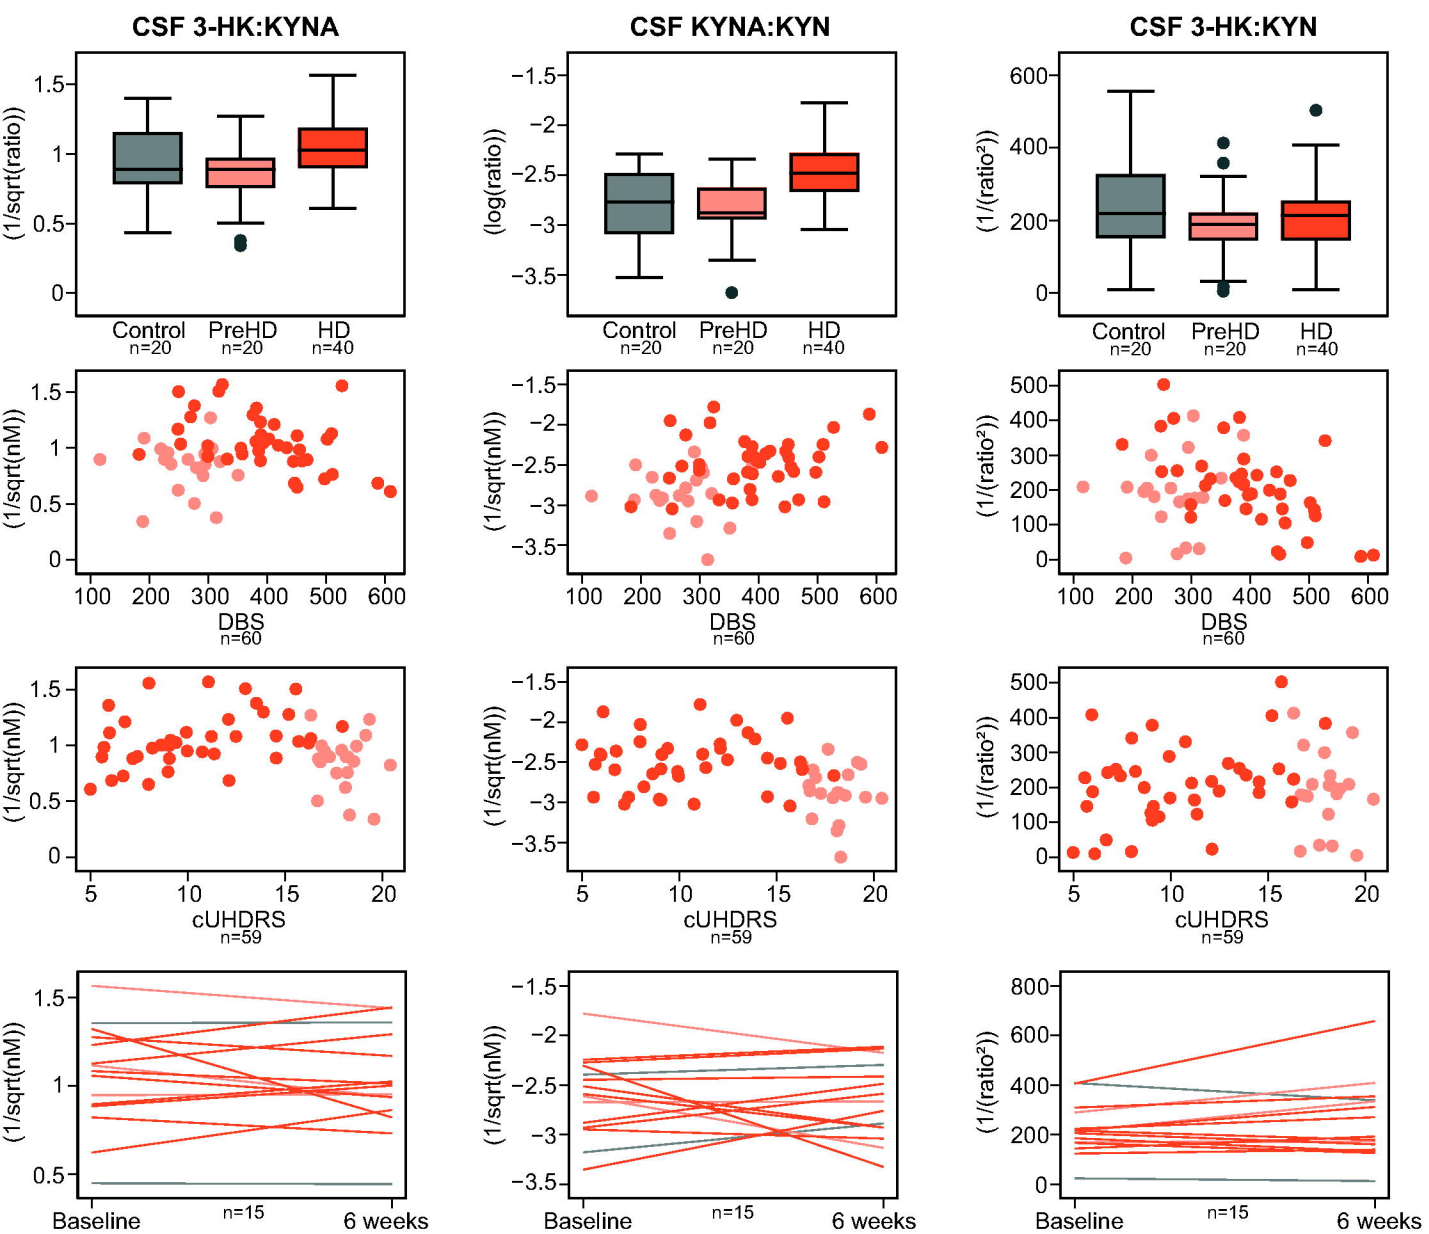 CSF 3-HK:KYNA
CSF KYNA:KYN
CSF 3-HK:KYN
(1/sqrt(ratio))
1.5
1
0.5
0
Control
n=20
PreHD
n=20
HD
n=40
(log(ratio))
−1.5
−2
−2.5
−3
−3.5
Control
n=20
PreHD
n=20
HD
n=40
(1/(ratio²))
600
400
200
0
Control
n=20
PreHD
n=20
HD
n=40
(1/sqrt(nM))
1.5
1
0.5
0
100 200 300 400 500 600
DBS
n=60
(1/sqrt(nM))
−1.5
−2
−2.5
−3
−3.5
100 200 300 400 500 600
DBS
n=60
(1/(ratio²))
500
400
300
200
100
0
100 200 300 400 500 600
DBS
n=60
(1/sqrt(nM))
1.5
1
0.5
0
5 10 15 20
cUHDRS
n=59
(1/sqrt(nM))
−1.5
−2
−2.5
−3
−3.5
5 10 15 20
cUHDRS
n=59
(1/(ratio²))
500
400
300
200
100
0
5 10 15 20
cUHDRS
n=59
(1/sqrt(nM))
1.5
1
0.5
Baseline n=15 6 weeks
(1/sqrt(nM))
−1.5
−2
−2.5
−3
−3.5
Baseline n=15 6 weeks
(1/(ratio²))
800
600
400
200
0
Baseline n=15 6 weeks